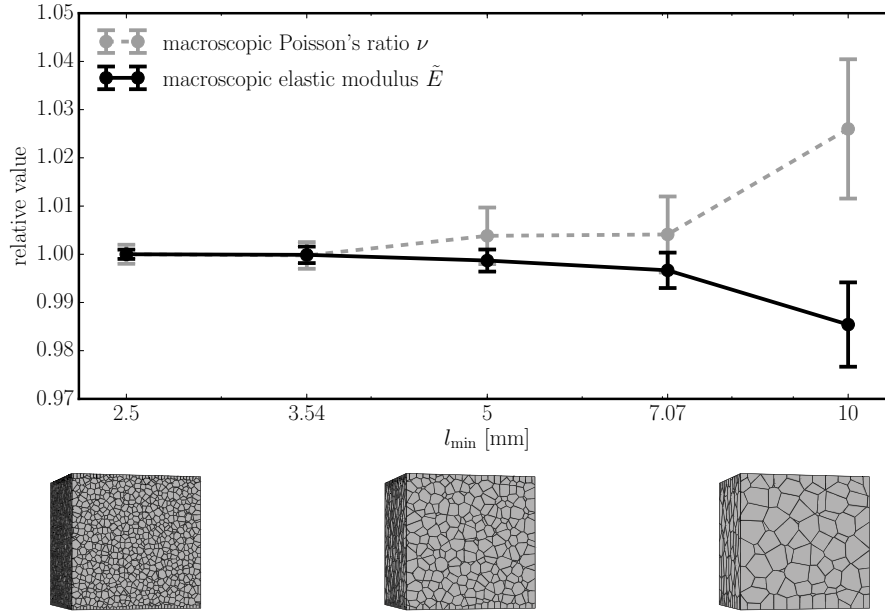 1.05
1.04
1.03
1.02
1.01
1.00
0.99
0.98
0.97
relative value
macroscopic Poisson's ratio ν
macroscopic elastic modulus Ẽ
2.5 3.54 5 7.07 10
l_min [mm]